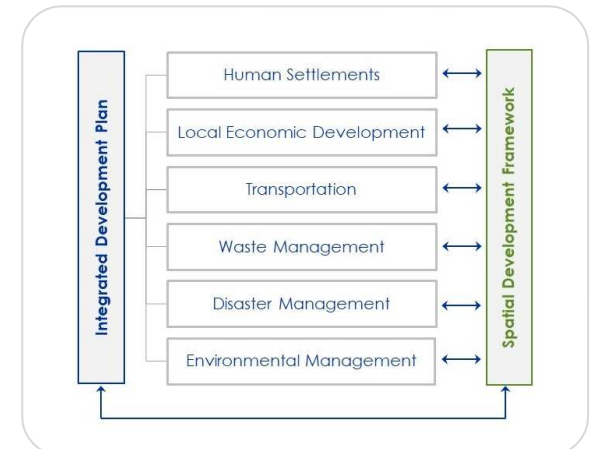 Integrated Development Plan
Human Settlements
Local Economic Development
Transportation
Waste Management
Disaster Management
Environmental Management
Spatial Development Framework